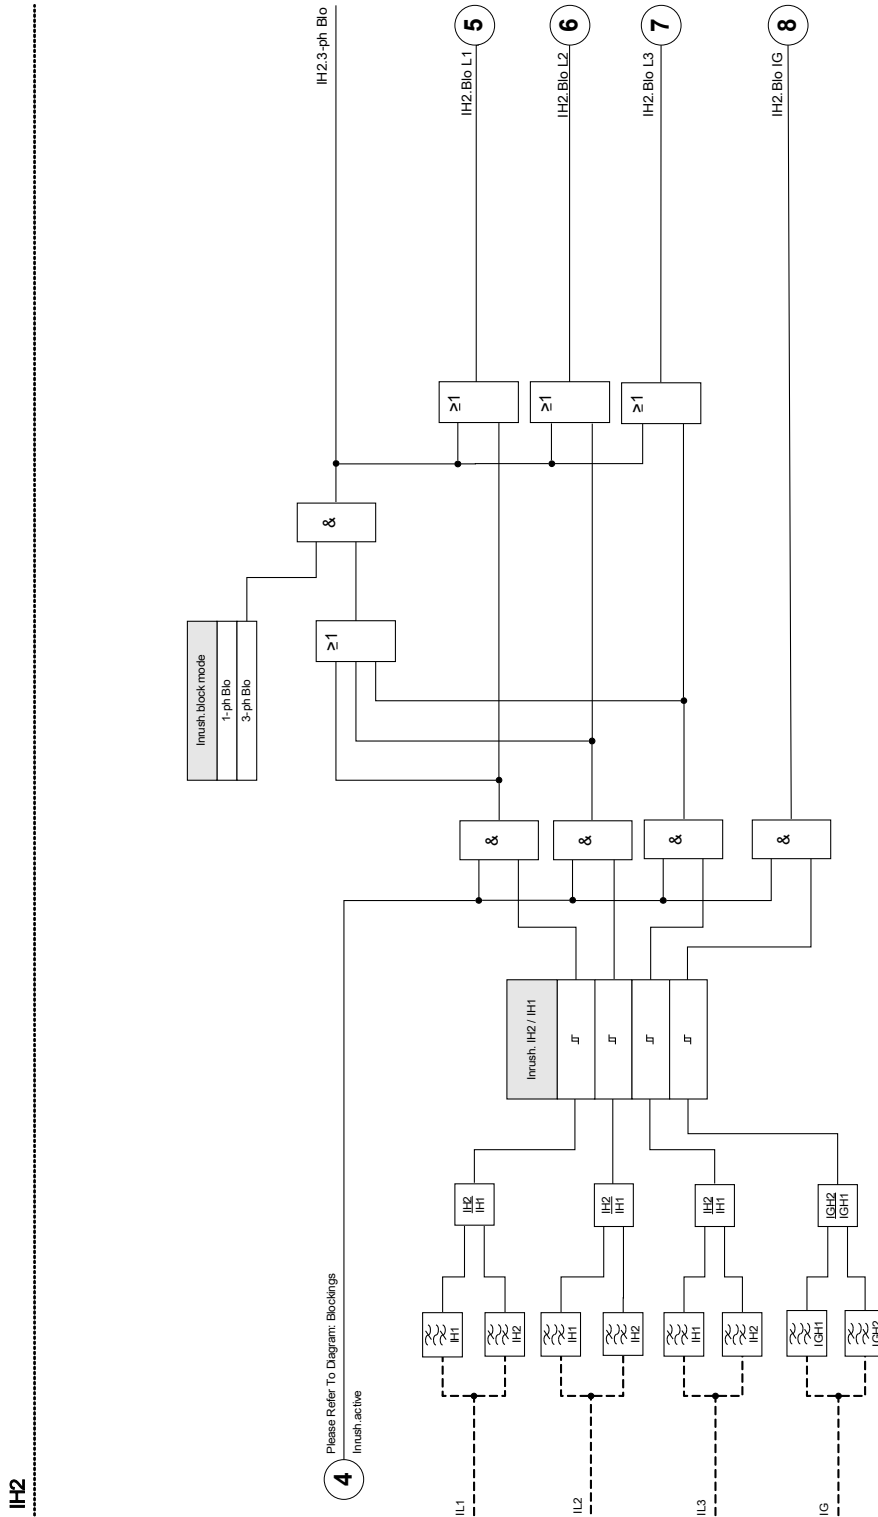 IH2
4
Please Refer To Diagram: Blockings
Inrush.active
IL1
IL2
IL3
IG
IH1
IH2
IH1
IH2
IH1
IH2
IGH1
IGH2
IH2
IH1
IH2
IH1
IH2
IH1
IGH2
IGH1
Inrush. IH2 / IH1
&
&
&
&
Inrush.block mode
1-ph Blo
3-ph Blo
≥1
&
≥1
≥1
≥1
IH2.3-ph Blo
IH2.Blo L1
5
IH2.Blo L2
6
IH2.Blo L3
7
IH2.Blo IG
8